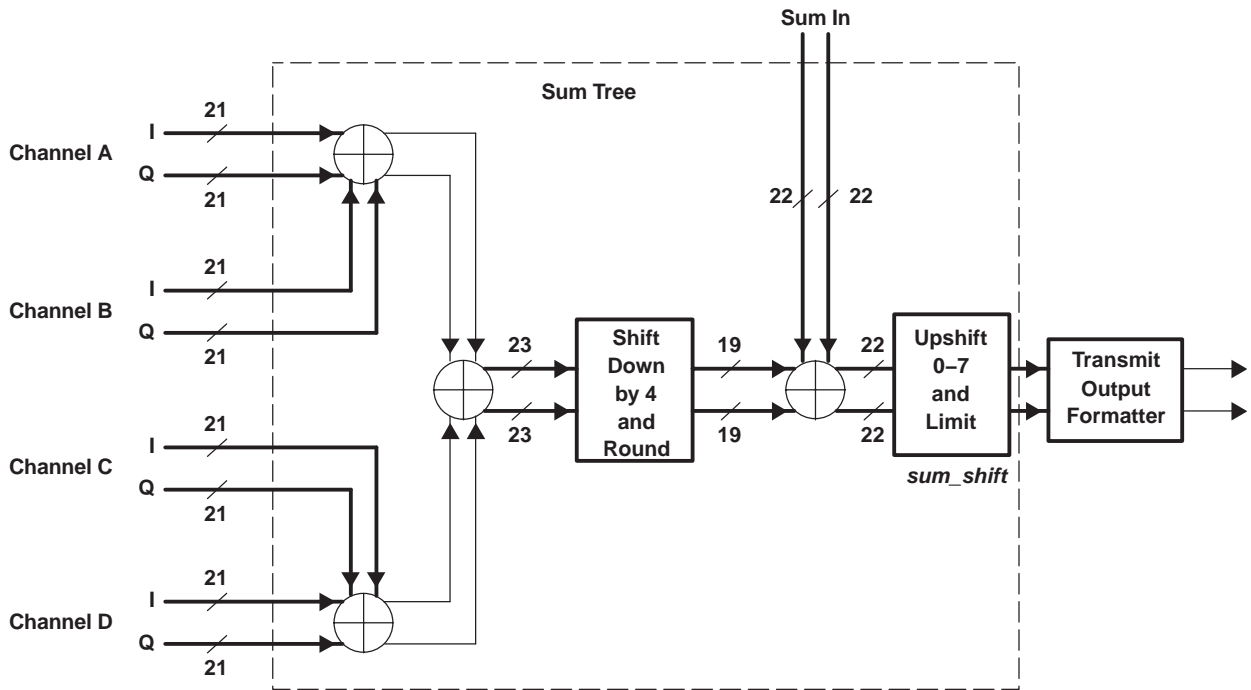 Sum In
Sum Tree
Channel A
I
21
Q
21
Channel B
I
21
Q
21
22
22
23
23
Shift
Down
by 4
and
Round
19
19
22
22
Upshift
0–7
and
Limit
sum_shift
Transmit
Output
Formatter
Channel C
I
21
Q
21
Channel D
I
21
Q
21